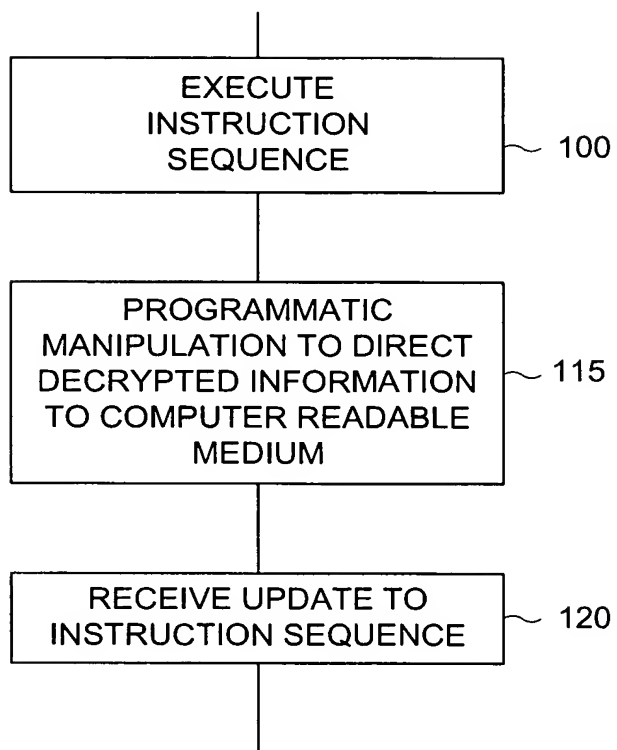 EXECUTE
INSTRUCTION
SEQUENCE
100
PROGRAMMATIC
MANIPULATION TO DIRECT
DECRYPTED INFORMATION
TO COMPUTER READABLE
MEDIUM
115
RECEIVE UPDATE TO
INSTRUCTION SEQUENCE
120